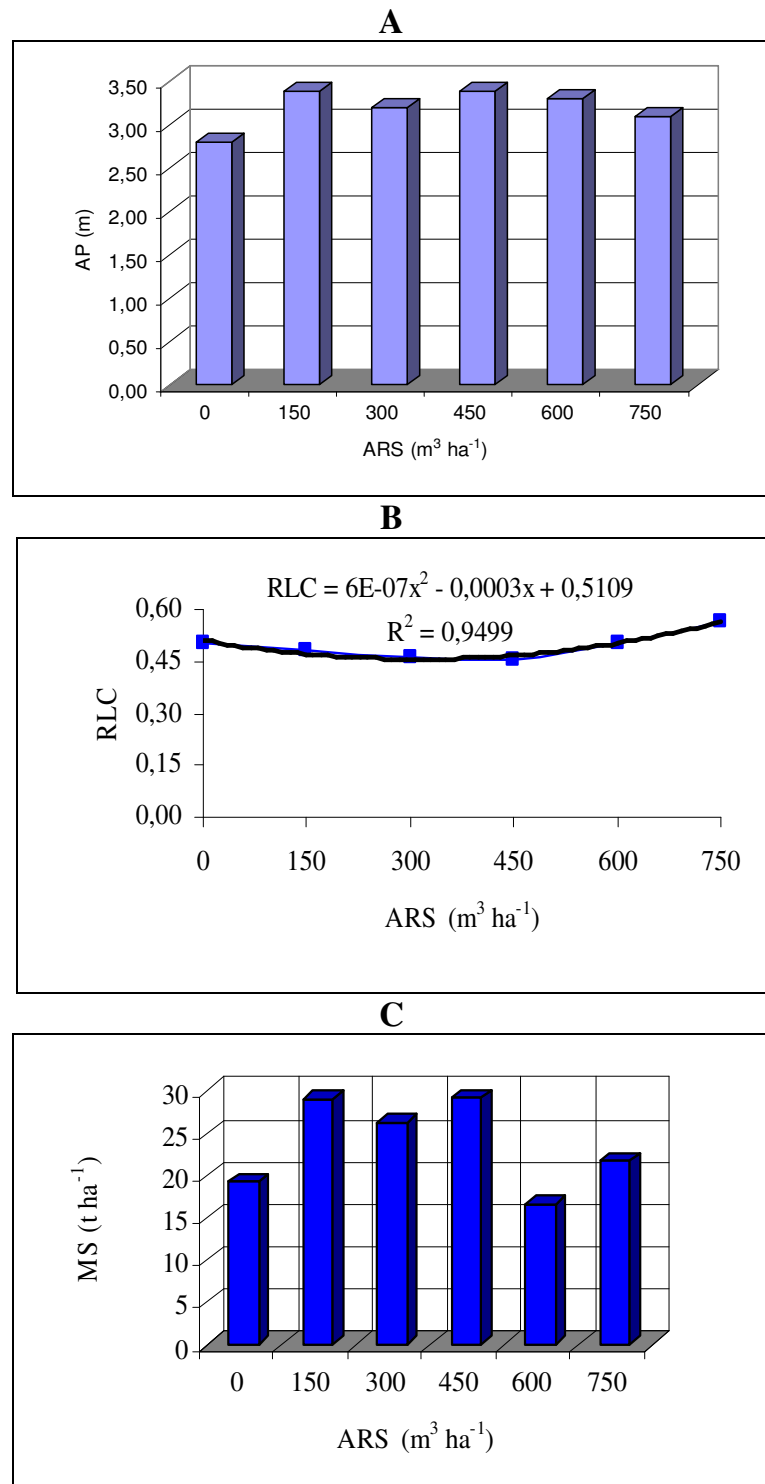 A
3,50
3,00
2,50
2,00
1,50
1,00
0,50
0,00
AP (m)
0 150 300 450 600 750
ARS (m³ ha⁻¹)
B
RLC = 6E-07x² - 0,0003x + 0,5109
R² = 0,9499
0,60
0,45
0,30
0,15
0,00
RLC
0 150 300 450 600 750
ARS (m³ ha⁻¹)
C
30
25
20
15
10
5
0
MS (t ha⁻¹)
0 150 300 450 600 750
ARS (m³ ha⁻¹)